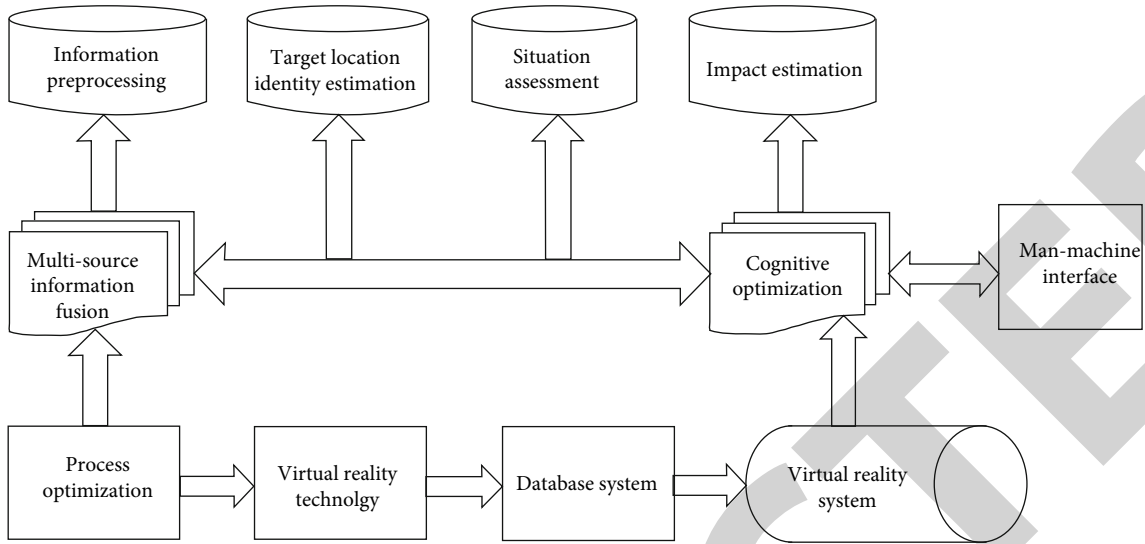 Information
preprocessing
Target location
identity estimation
Situation
assessment
Impact estimation
Multi-source
information
fusion
Cognitive
optimization
Man-machine
interface
Process
optimization
Virtual reality
technolgy
Database system
Virtual reality
system